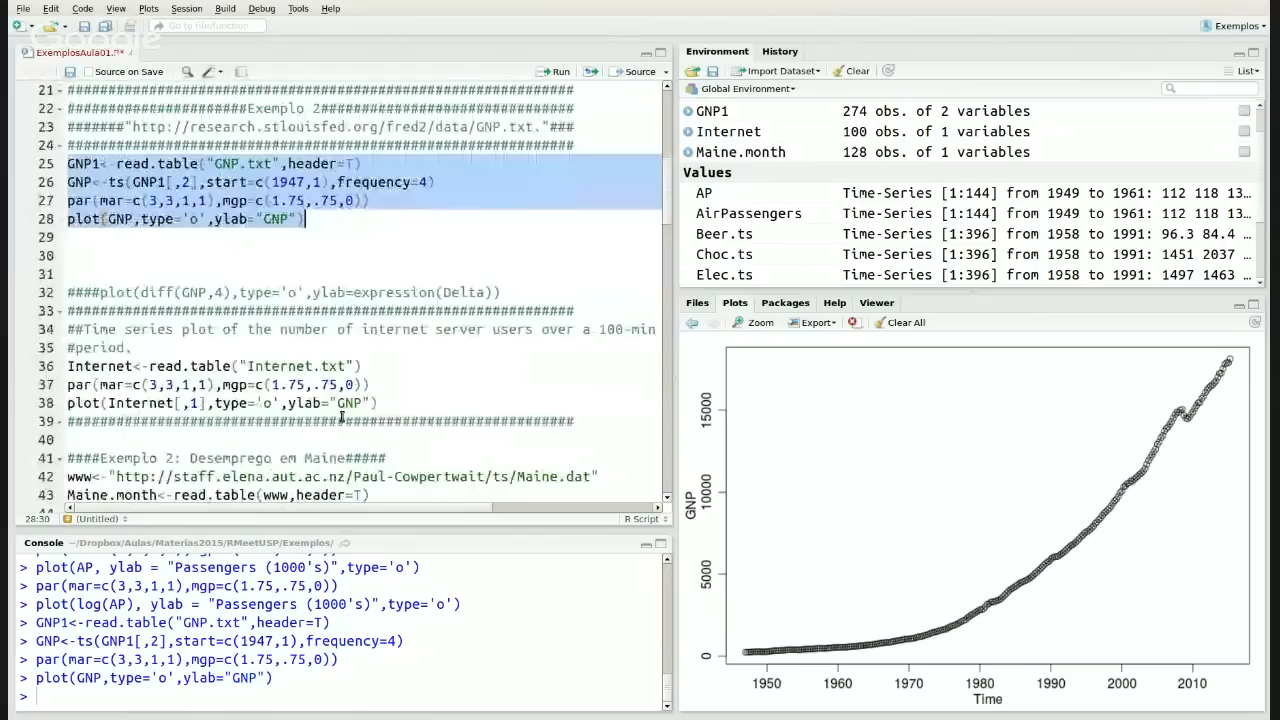 File Edit Code View Plots Session Build Debug Tools Help
Go to file/function
Exemplos
Google
ExemplosAula01.r*
Source on Save
Run
Source
21 ###############################################################
22 ######################Exemplo 2###############################
23 #######"http://research.stlouisfed.org/fred2/data/GNP.txt."###
24 ###############################################################
25 GNP1<-read.table("GNP.txt",header=T)
26 GNP<-ts(GNP1[,2],start=c(1947,1),frequency=4)
27 par(mar=c(3,3,1,1),mgp=c(1.75,.75,0))
28 plot(GNP,type='o',ylab="GNP")
29
30
31
32 ####plot(diff(GNP,4),type='o',ylab=expression(Delta))
33 ###############################################################
34 ##Time series plot of the number of internet server users over a 100-min
35 #period.
36 Internet<-read.table("Internet.txt")
37 par(mar=c(3,3,1,1),mgp=c(1.75,.75,0))
38 plot(Internet[,1],type='o',ylab="GNP")
39 ###############################################################
40
41 ####Exemplo 2: Desemprego em Maine#####
42 www<-"http://staff.elena.aut.ac.nz/Paul-Cowpertwait/ts/Maine.dat"
43 Maine.month<-read.table(www,header=T)
28:30 (Untitled) R Script
Console ~/Dropbox/Aulas/Materias2015/RMeetUSP/Exemplos/
> plot(AP, ylab = "Passengers (1000's)",type='o')
> par(mar=c(3,3,1,1),mgp=c(1.75,.75,0))
> plot(log(AP), ylab = "Passengers (1000's)",type='o')
> GNP1<-read.table("GNP.txt",header=T)
> GNP<-ts(GNP1[,2],start=c(1947,1),frequency=4)
> par(mar=c(3,3,1,1),mgp=c(1.75,.75,0))
> plot(GNP,type='o',ylab="GNP")
>
Environment History
Import Dataset Clear List
Global Environment
GNP1 274 obs. of 2 variables
Internet 100 obs. of 1 variable
Maine.month 128 obs. of 1 variable
Values
AP Time-Series [1:144] from 1949 to 1961: 112 118 13…
AirPassengers Time-Series [1:144] from 1949 to 1961: 112 118 13…
Beer.ts Time-Series [1:396] from 1958 to 1991: 96.3 84.4 …
Choc.ts Time-Series [1:396] from 1958 to 1991: 1451 2037 …
Elec.ts Time-Series [1:396] from 1958 to 1991: 1497 1463 …
Files Plots Packages Help Viewer
Zoom Export Clear All
GNP
15000
10000
5000
0
1950 1960 1970 1980 1990 2000 2010
Time